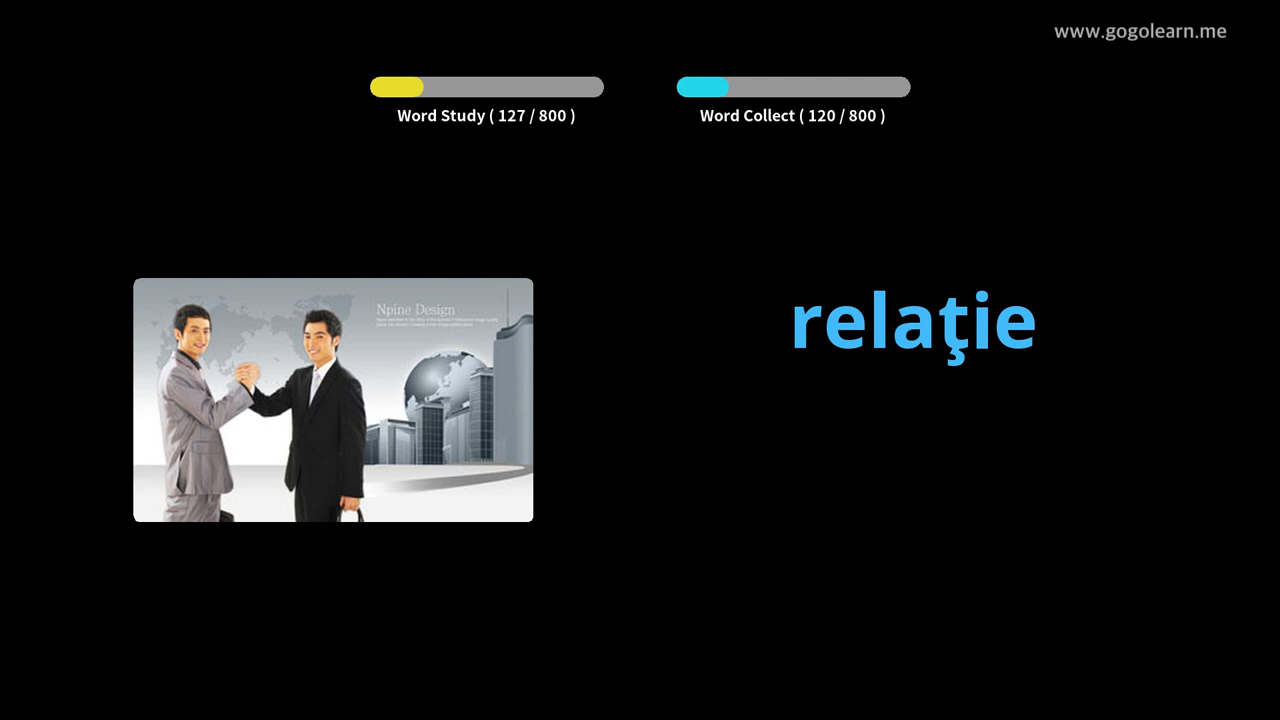 www.gogolearn.me
Word Study ( 127 / 800 )
Word Collect ( 120 / 800 )
Npine Design
relaţie